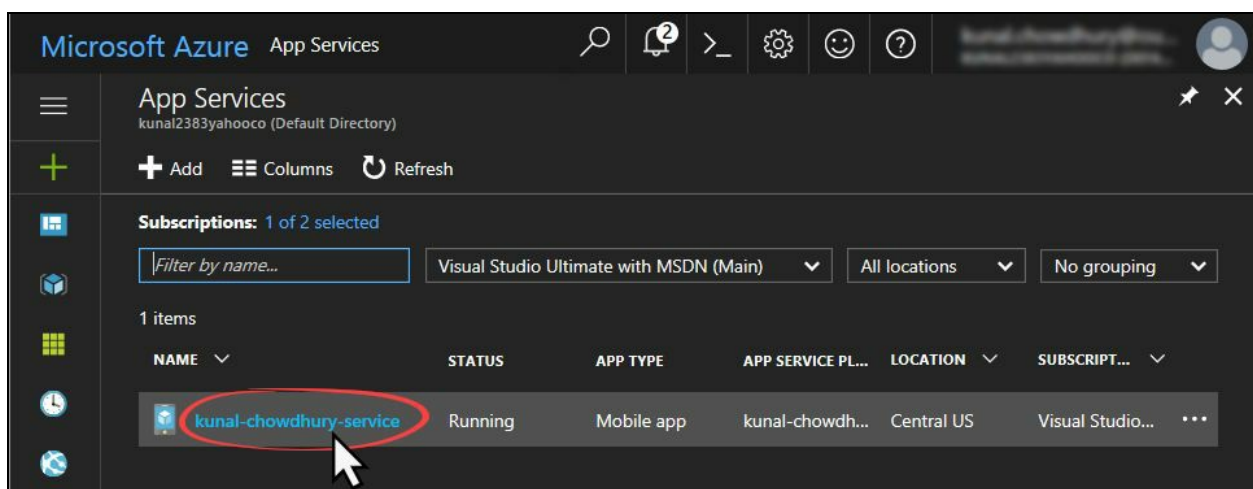 Microsoft Azure App Services
2
App Services
kunal2383yahooco (Default Directory)
Add Columns Refresh
Subscriptions: 1 of 2 selected
Filter by name... Visual Studio Ultimate with MSDN (Main) All locations No grouping
1 items
NAME STATUS APP TYPE APP SERVICE PL... LOCATION SUBSCRIPT...
kunal-chowdhury-service Running Mobile app kunal-chowdh... Central US Visual Studio... ...